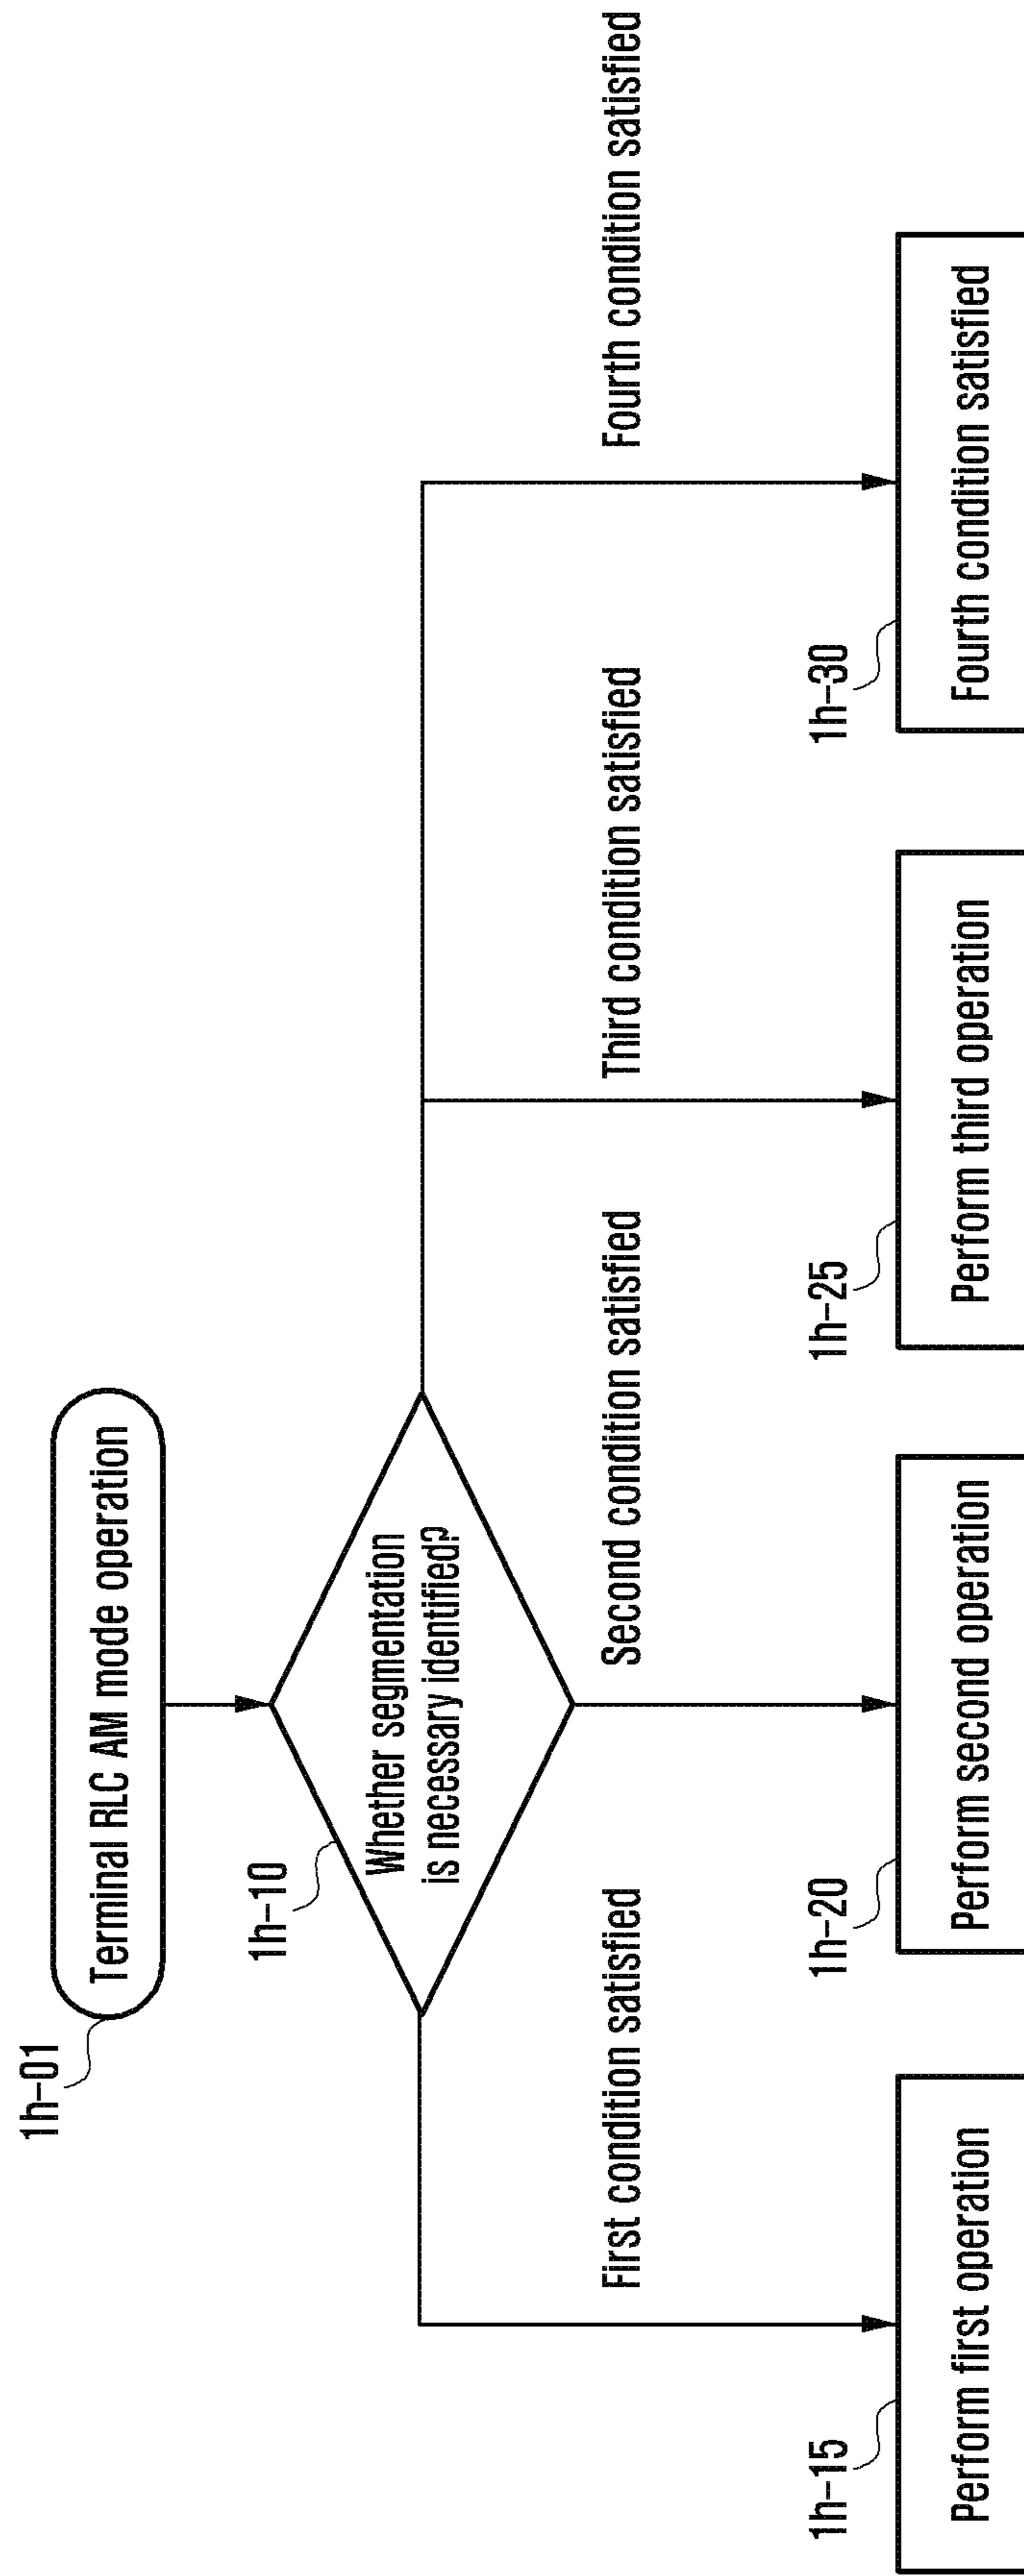 1h-01
Terminal RLC AM mode operation
1h-10
Whether segmentation
is necessary identified?
First condition satisfied
Second condition satisfied
Third condition satisfied
Fourth condition satisfied
1h-15
Perform first operation
1h-20
Perform second operation
1h-25
Perform third operation
1h-30
Fourth condition satisfied